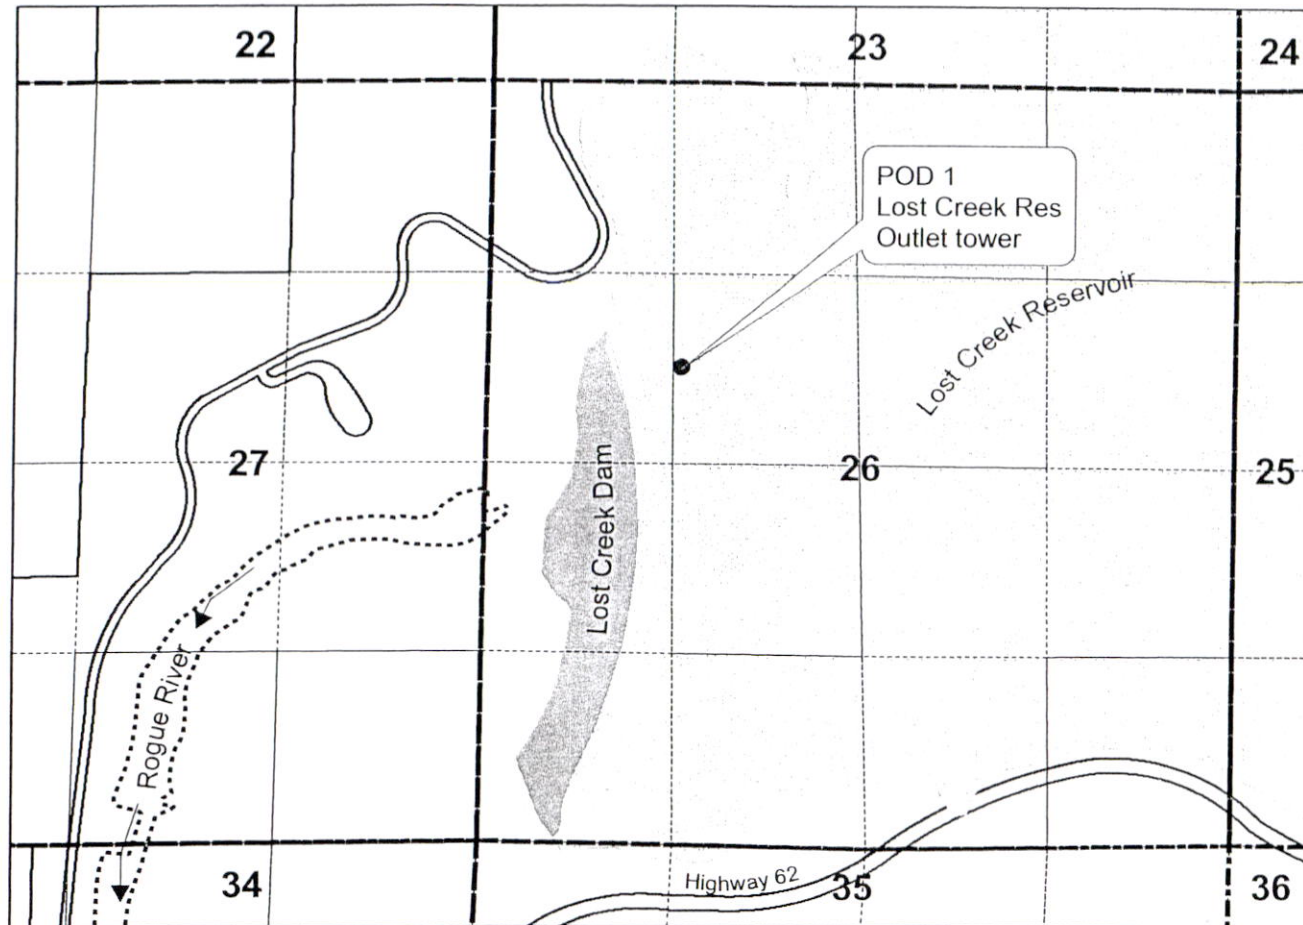 22
23
24
POD 1
Lost Creek Res
Outlet tower
Lost Creek Reservoir
27
Lost Creek Dam
26
25
Rogue River
34
Highway 62
35
36